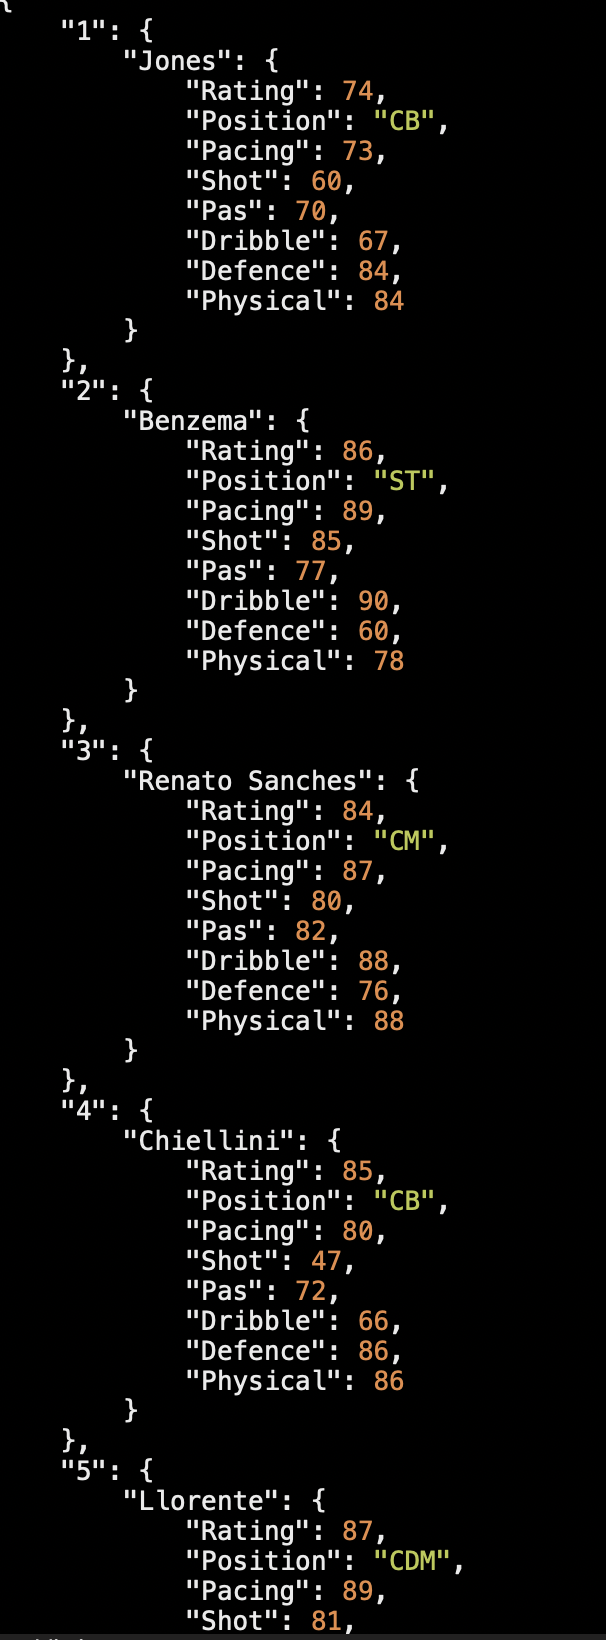 {
    "1": {
        "Jones": {
            "Rating": 74,
            "Position": "CB",
            "Pacing": 73,
            "Shot": 60,
            "Pas": 70,
            "Dribble": 67,
            "Defence": 84,
            "Physical": 84
        }
    },
    "2": {
        "Benzema": {
            "Rating": 86,
            "Position": "ST",
            "Pacing": 89,
            "Shot": 85,
            "Pas": 77,
            "Dribble": 90,
            "Defence": 60,
            "Physical": 78
        }
    },
    "3": {
        "Renato Sanches": {
            "Rating": 84,
            "Position": "CM",
            "Pacing": 87,
            "Shot": 80,
            "Pas": 82,
            "Dribble": 88,
            "Defence": 76,
            "Physical": 88
        }
    },
    "4": {
        "Chiellini": {
            "Rating": 85,
            "Position": "CB",
            "Pacing": 80,
            "Shot": 47,
            "Pas": 72,
            "Dribble": 66,
            "Defence": 86,
            "Physical": 86
        }
    },
    "5": {
        "Llorente": {
            "Rating": 87,
            "Position": "CDM",
            "Pacing": 89,
            "Shot": 81,